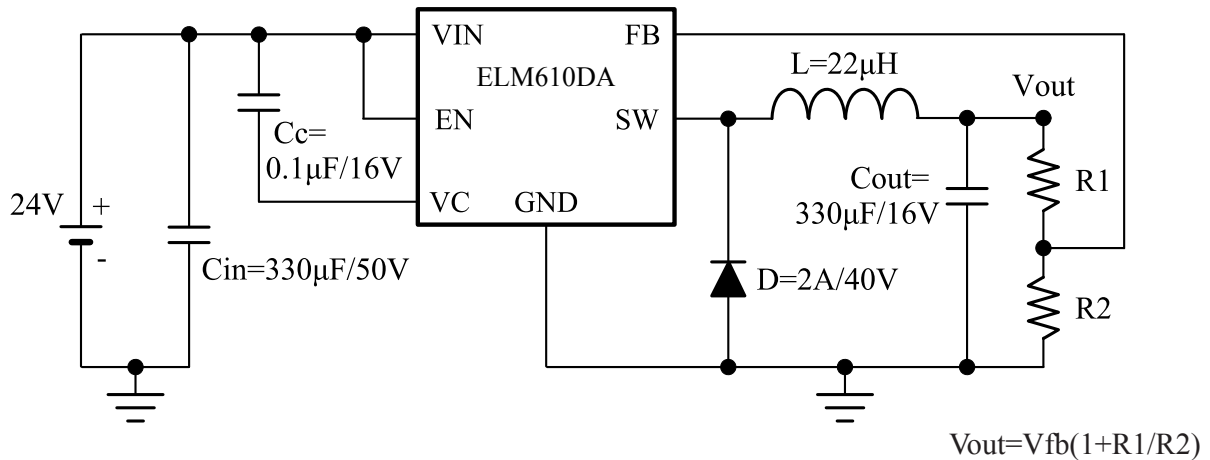 VIN
FB
ELM610DA
L=22μH
Vout
EN
SW
Cc=
0.1μF/16V
R1
Cout=
330μF/16V
24V
+
-
VC
GND
Cin=330μF/50V
D=2A/40V
R2
Vout=Vfb(1+R1/R2)